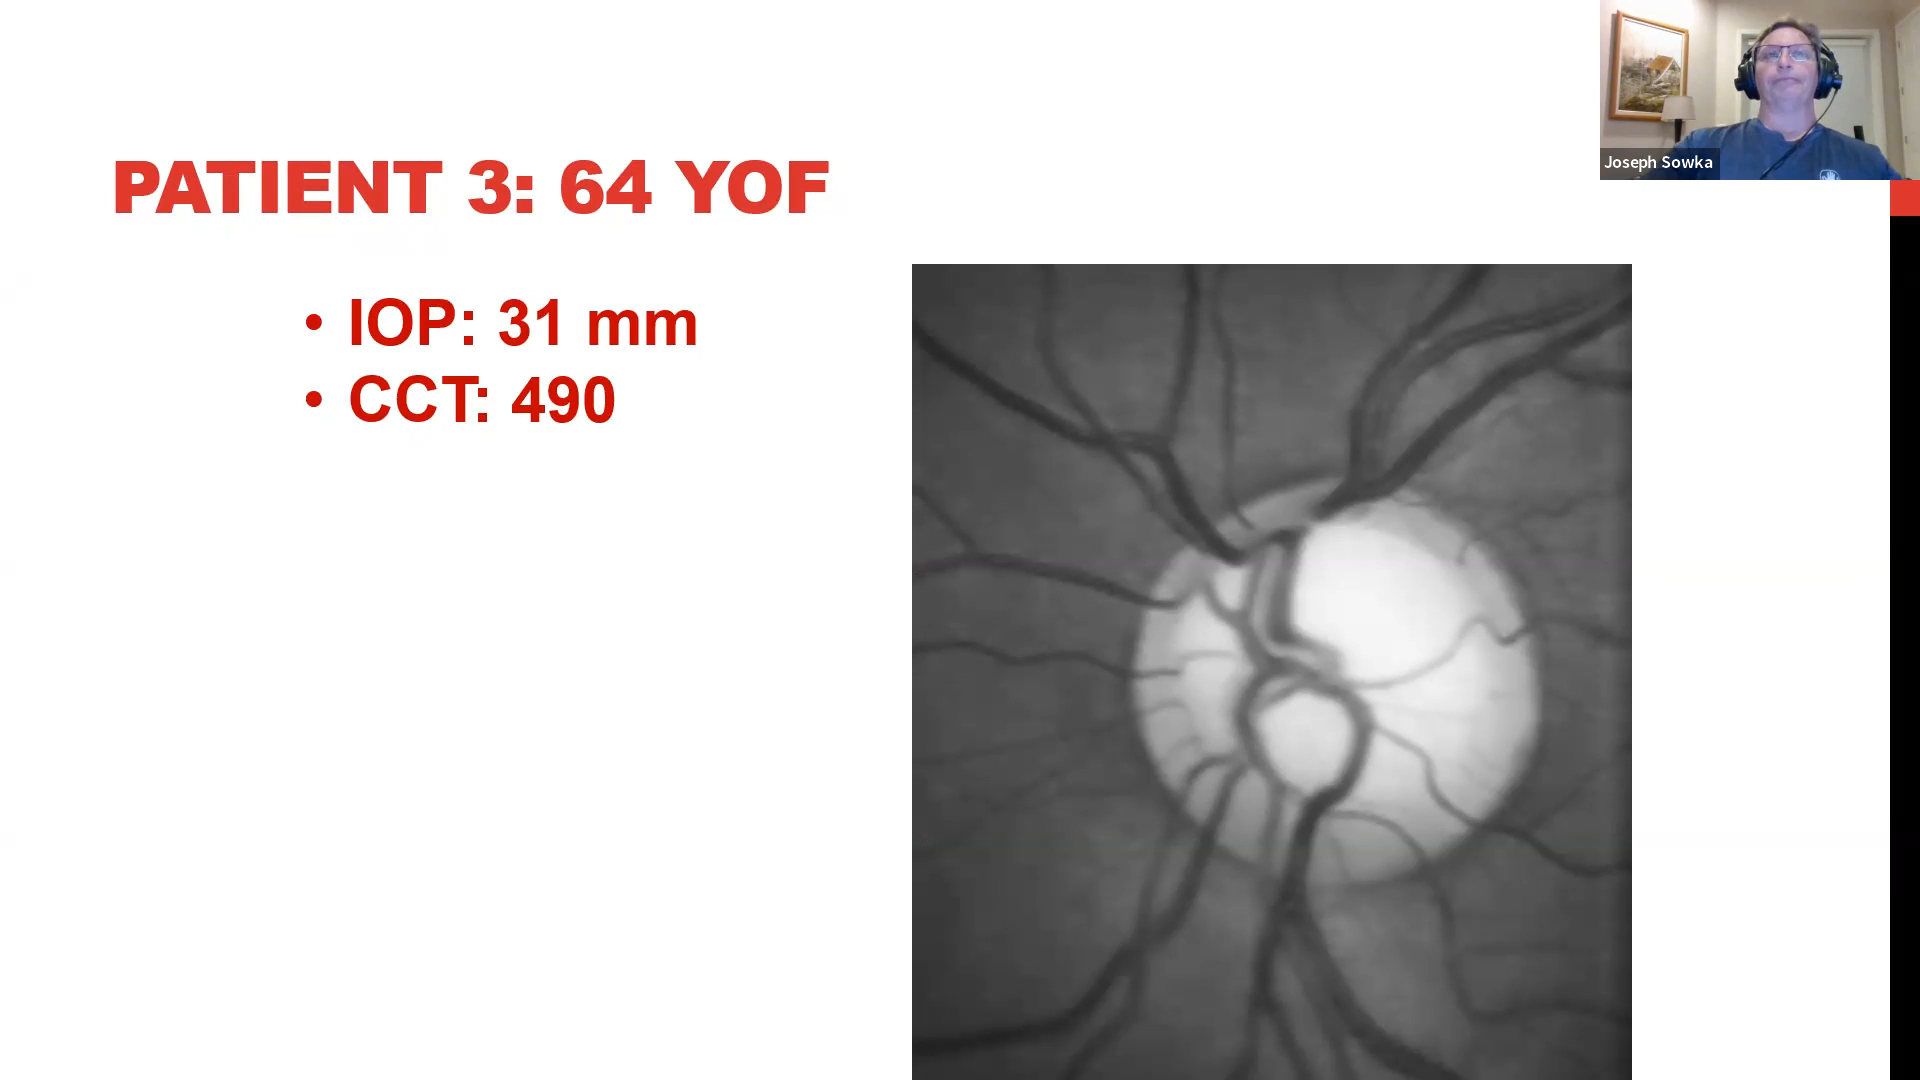 PATIENT 3: 64 YOF
• IOP: 31 mm
• CCT: 490
Joseph Sowka